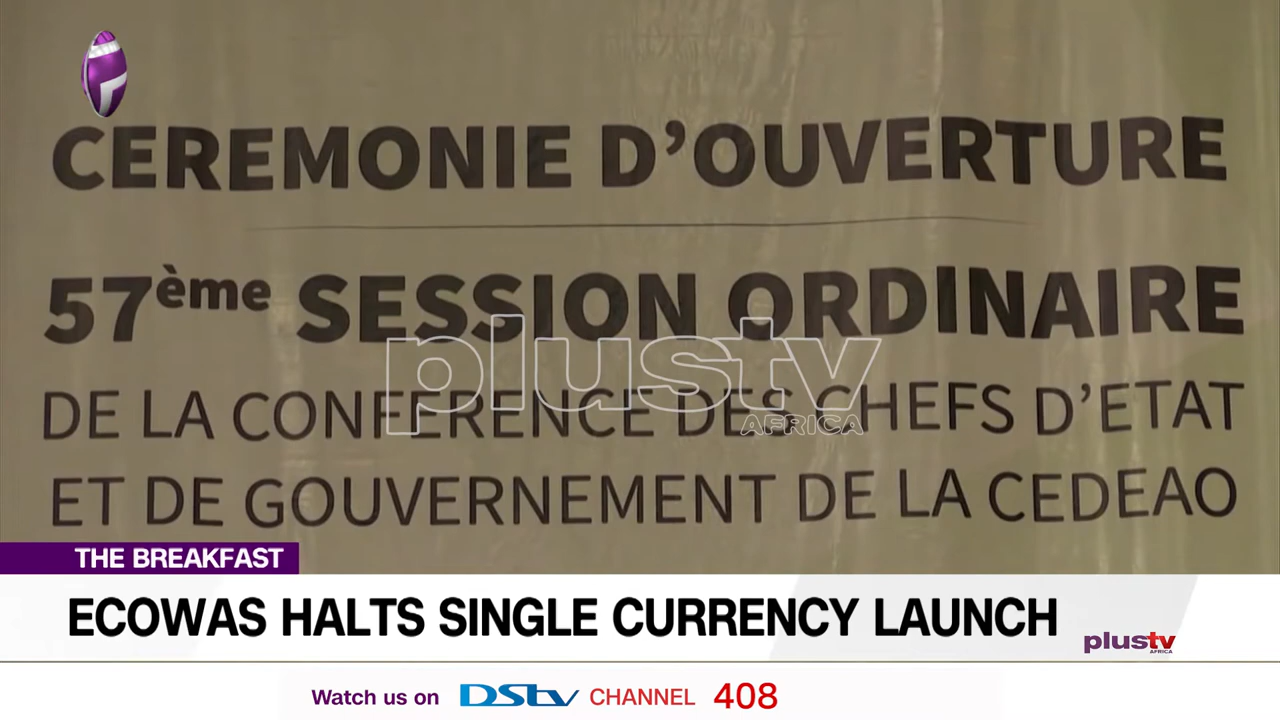 CEREMONIE D'OUVERTURE
57ème SESSION ORDINAIRE
DE LA CONFERENCE DES CHEFS D'ETAT
ET DE GOUVERNEMENT DE LA CEDEAO
plustv
AFRICA
THE BREAKFAST
ECOWAS HALTS SINGLE CURRENCY LAUNCH
plustv
AFRICA
Watch us on DStv CHANNEL 408